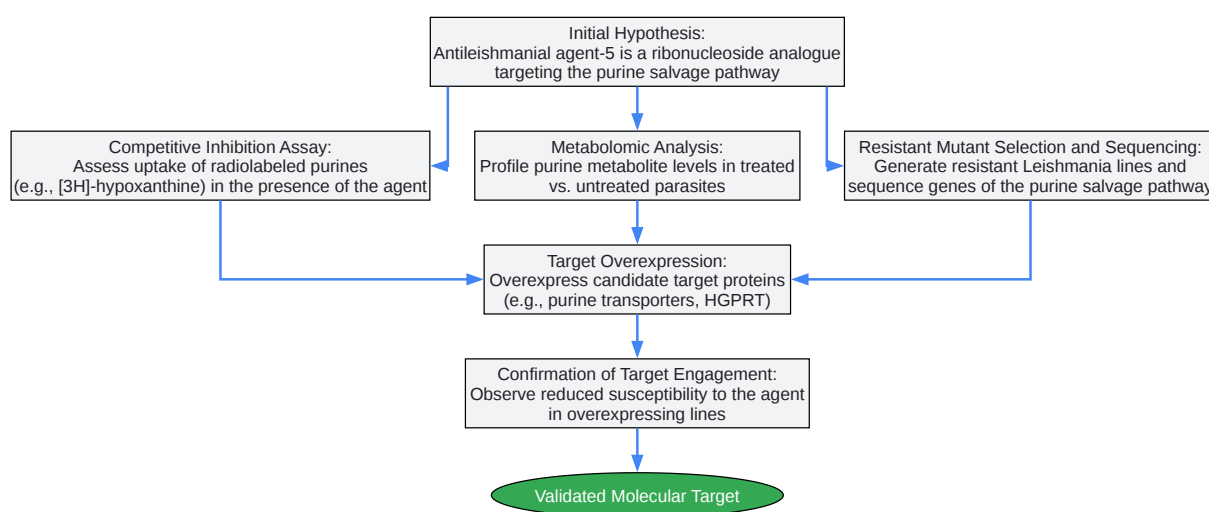 Initial Hypothesis:
Antileishmanial agent-5 is a ribonucleoside analogue
targeting the purine salvage pathway
Competitive Inhibition Assay:
Assess uptake of radiolabeled purines
(e.g., [3H]-hypoxanthine) in the presence of the agent
Metabolomic Analysis:
Profile purine metabolite levels in treated
vs. untreated parasites
Resistant Mutant Selection and Sequencing:
Generate resistant Leishmania lines and
sequence genes of the purine salvage pathway
Target Overexpression:
Overexpress candidate target proteins
(e.g., purine transporters, HGPRT)
Confirmation of Target Engagement:
Observe reduced susceptibility to the agent
in overexpressing lines
Validated Molecular Target